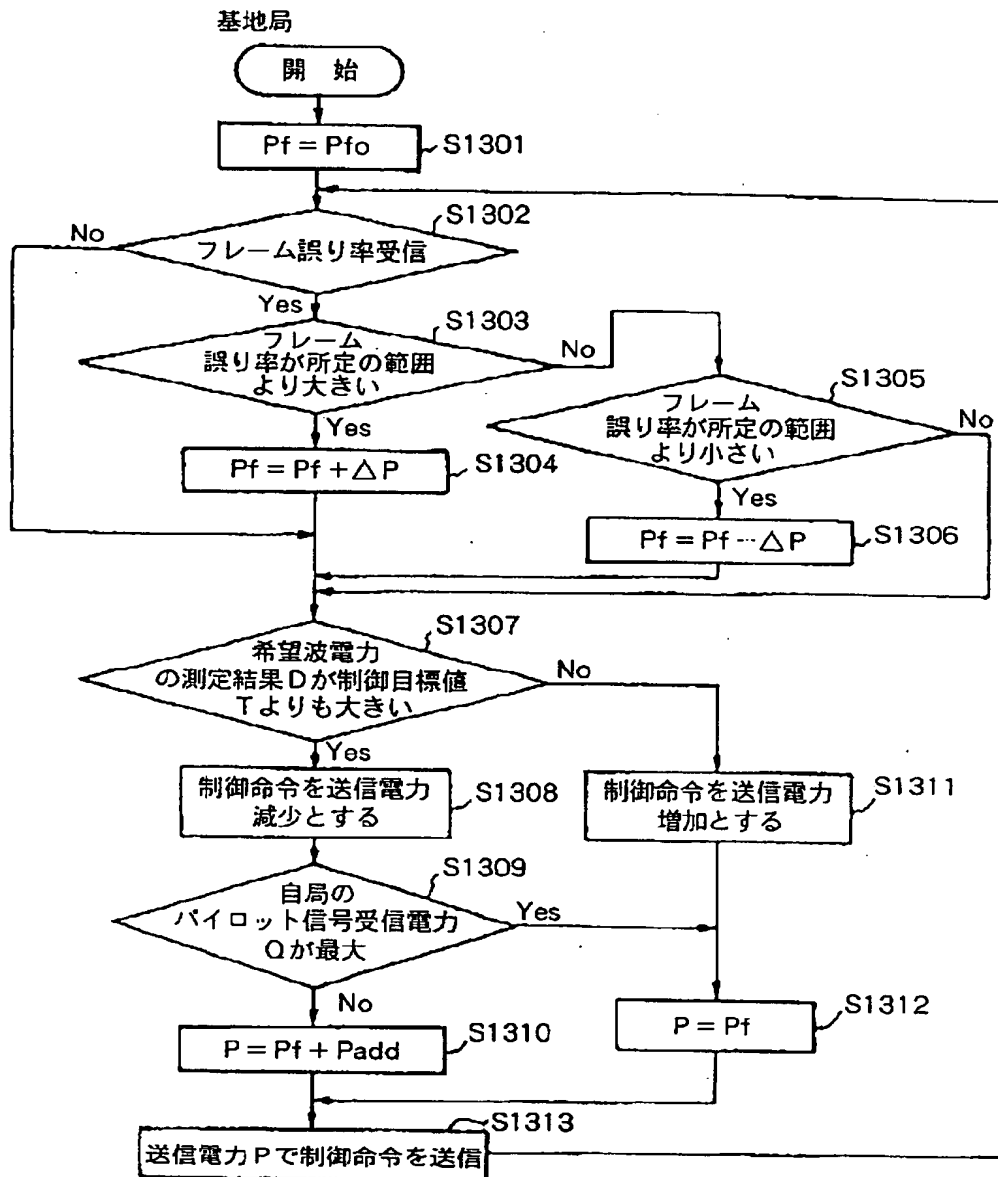 基地局
開 始
Pf = Pfo
S1301
S1302
No
フレーム誤り率受信
Yes
S1303
フレーム
誤り率が所定の範囲
より大きい
No
S1305
フレーム
誤り率が所定の範囲
より小さい
No
Yes
Pf = Pf + △P
S1304
Yes
Pf = Pf - △P
S1306
S1307
希望波電力
の測定結果Dが制御目標値
Tよりも大きい
No
Yes
制御命令を送信電力
減少とする
S1308
制御命令を送信電力
増加とする
S1311
S1309
自局の
パイロット信号受信電力
Qが最大
Yes
No
P = Pf + Padd
S1310
P = Pf
S1312
S1313
送信電力Pで制御命令を送信